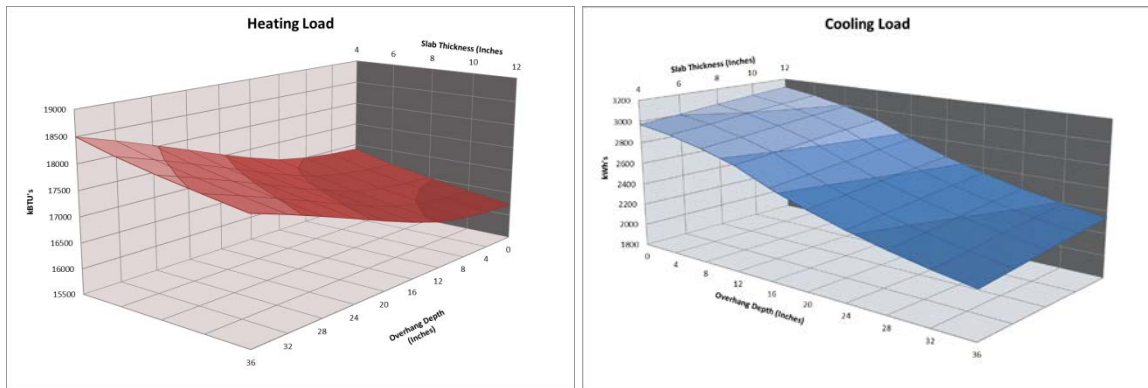 Heating Load
Slab Thickness (Inches
4 6 8 10 12
19000
18500
18000
17500
17000
16500
16000
15500
kBTU's
0
4
8
12
16
20
24
28
32
36
Overhang Depth
(Inches)
Cooling Load
Slab Thickness (Inches)
4 6 8 10 12
3200
3000
2800
2600
2400
2200
2000
1800
kWh's
0 4 8 12 16 20 24 28 32 36
Overhang Depth (Inches)